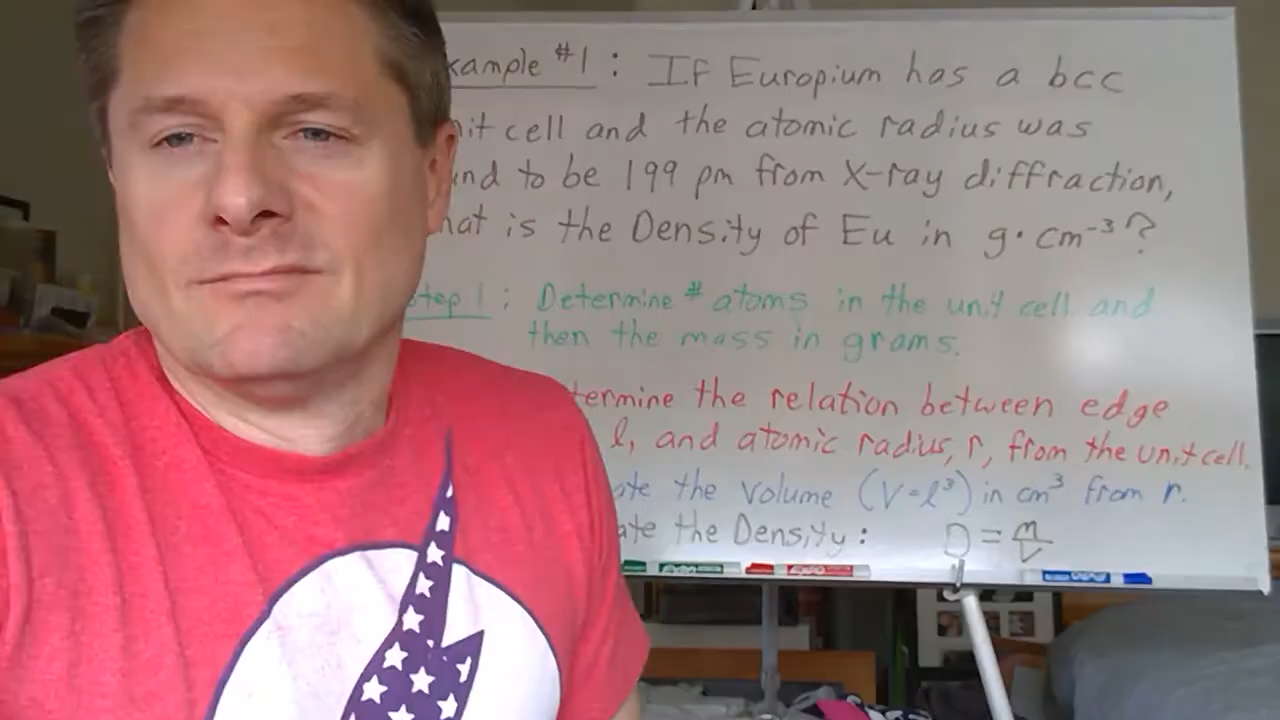 xample #1 : If Europium has a bcc
nit cell and the atomic radius was
und to be 199 pm from X-ray diffraction,
hat is the Density of Eu in g·cm⁻³?
Step 1 : Determine # atoms in the unit cell and
then the mass in grams.
termine the relation between edge
l, and atomic radius, r, from the unit cell.
ate the volume (V=l³) in cm³ from r.
ate the Density : D = m/V